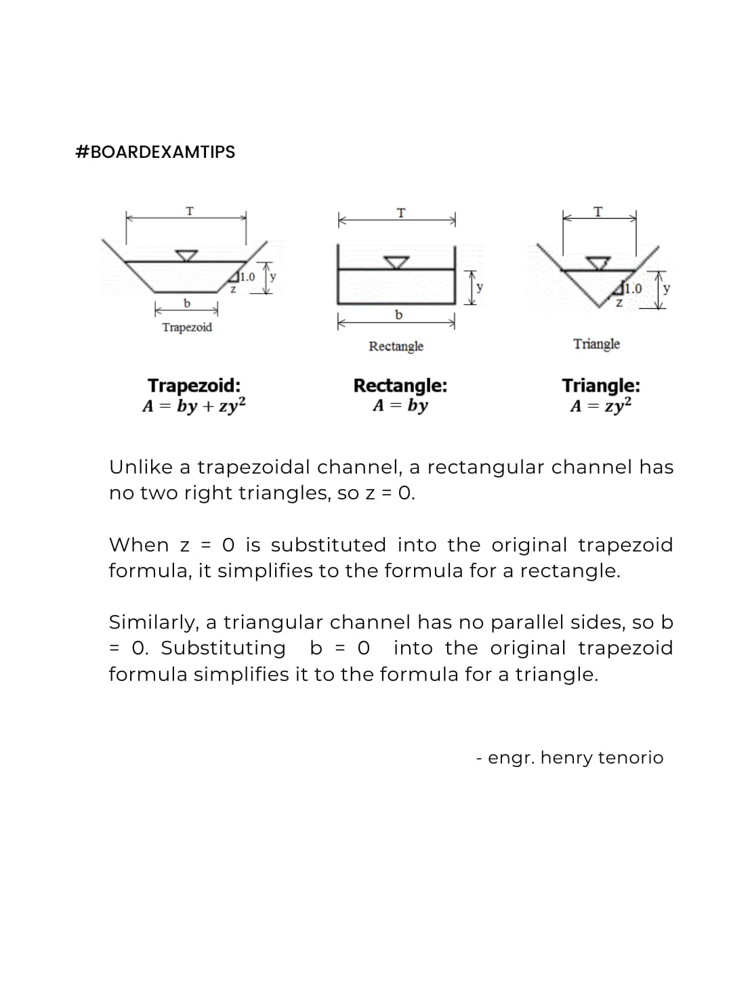 #BOARDEXAMTIPS
T T T
1.0 y
z
b
Trapezoid
y
b
Rectangle
1.0 y
z
Triangle
Trapezoid:
A = by + zy²
Rectangle:
A = by
Triangle:
A = zy²
Unlike a trapezoidal channel, a rectangular channel has
no two right triangles, so z = 0.
When z = 0 is substituted into the original trapezoid
formula, it simplifies to the formula for a rectangle.
Similarly, a triangular channel has no parallel sides, so b
= 0. Substituting b = 0 into the original trapezoid
formula simplifies it to the formula for a triangle.
- engr. henry tenorio